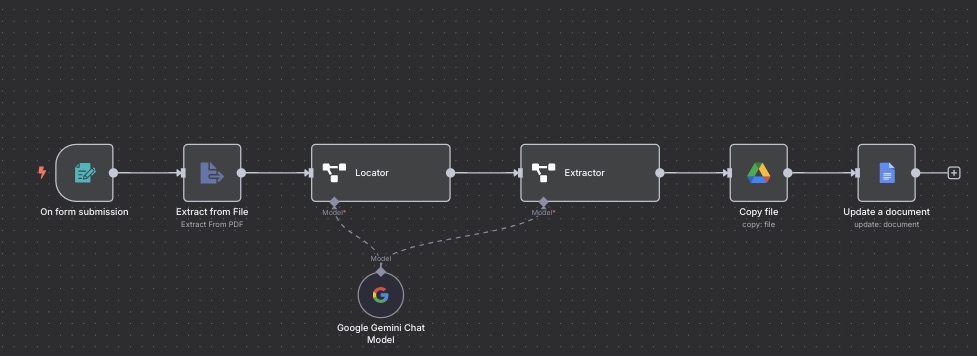 Locator
Extractor
Model*
Model*
On form submission
Extract from File
Extract From PDF
Copy file
copy: file
Update a document
update: document
Model
Google Gemini Chat
Model